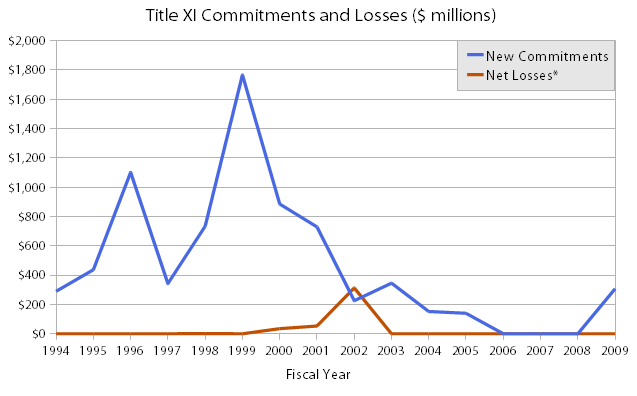 Title XI Commitments and Losses ($ millions)
$2,000
$1,800
$1,600
$1,400
$1,200
$1,000
$800
$600
$400
$200
$0
New Commitments
Net Losses*
1994 1995 1996 1997 1998 1999 2000 2001 2002 2003 2004 2005 2006 2007 2008 2009
Fiscal Year